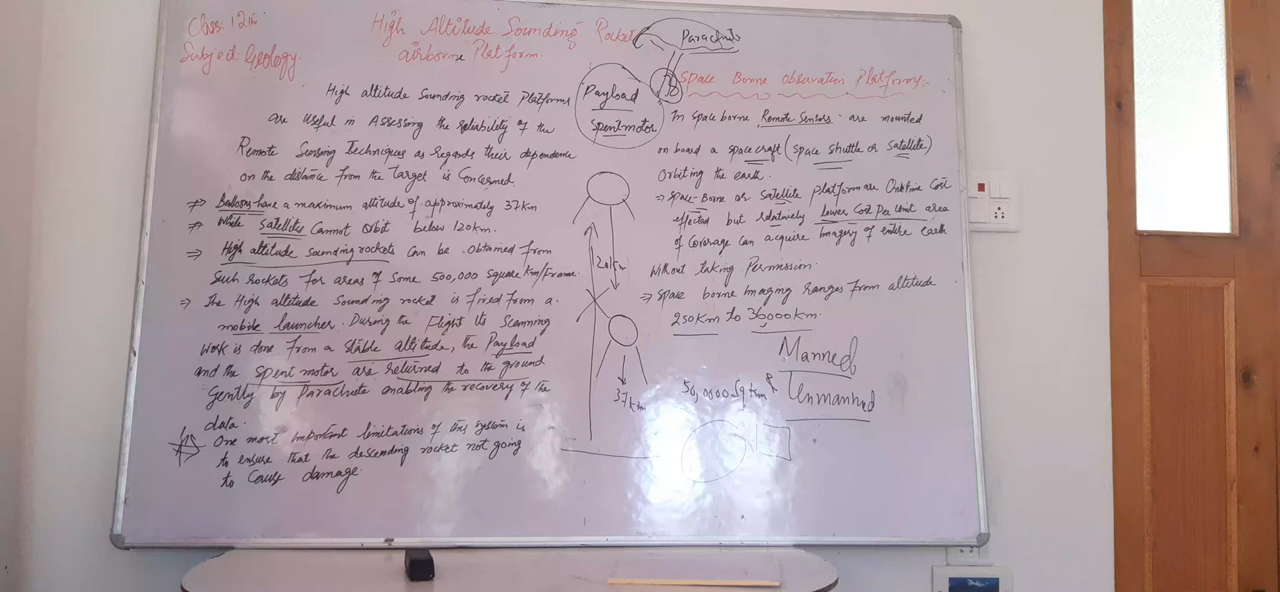 Class: 12th
Subject Geology.
High Altitude Sounding Rocket
airborne Platform.
High altitude Sounding rocket Platforms
are useful in Assessing the reliability of the
Remote Sensing Techniques as regards their dependence
on the distance from the Target is Concerned
⇒ Balloons have a maximum altitude of approximately 37km
⇒ While Satellites Cannot Orbit below 120km.
⇒ High altitude Sounding rockets Can be obtained from
Such rockets for areas of some 500,000 square km/frame.
⇒ The High altitude Sounding rocket is fired from a
mobile launcher. During the Flight its Scanning
work is done from a stable altitude, the Payload
and the spent motor are returned to the ground
gently by Parachute enabling the recovery of the
data.
One most important limitations of this system is
to ensure that the descending rocket not going
to Cause damage.
Parachute
Payload
spent motor
120km
37km
Space Borne Observation Platforms:-
In Space borne, Remote Sensors are mounted
on board a spacecraft (space shuttle or satellite)
Orbiting the earth.
⇒ Space-Borne or Satellite Platform are Onetime Cost
effected but relatively lower Cost Per Unit area
of Coverage Can acquire Imagery of entire earth
Without taking Permission.
⇒ Space borne Imaging ranges from altitude
250km to 36,000km.
Manned
&
Unmanned
50,0000 Sq km